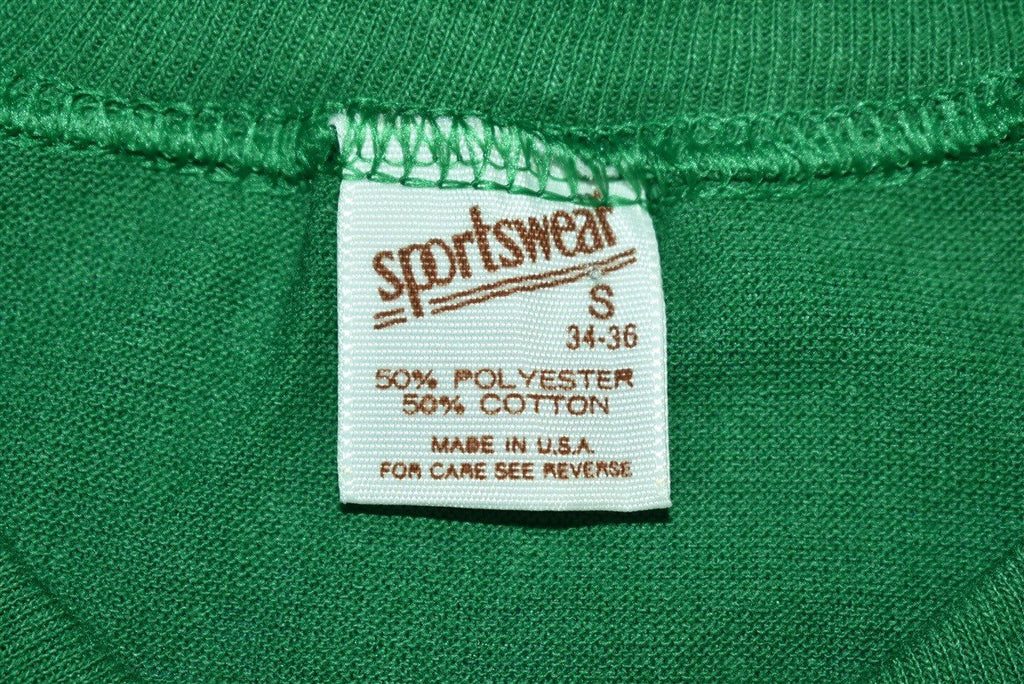 sportswear
S
34-36
50% POLYESTER
50% COTTON
MADE IN U.S.A.
FOR CARE SEE REVERSE